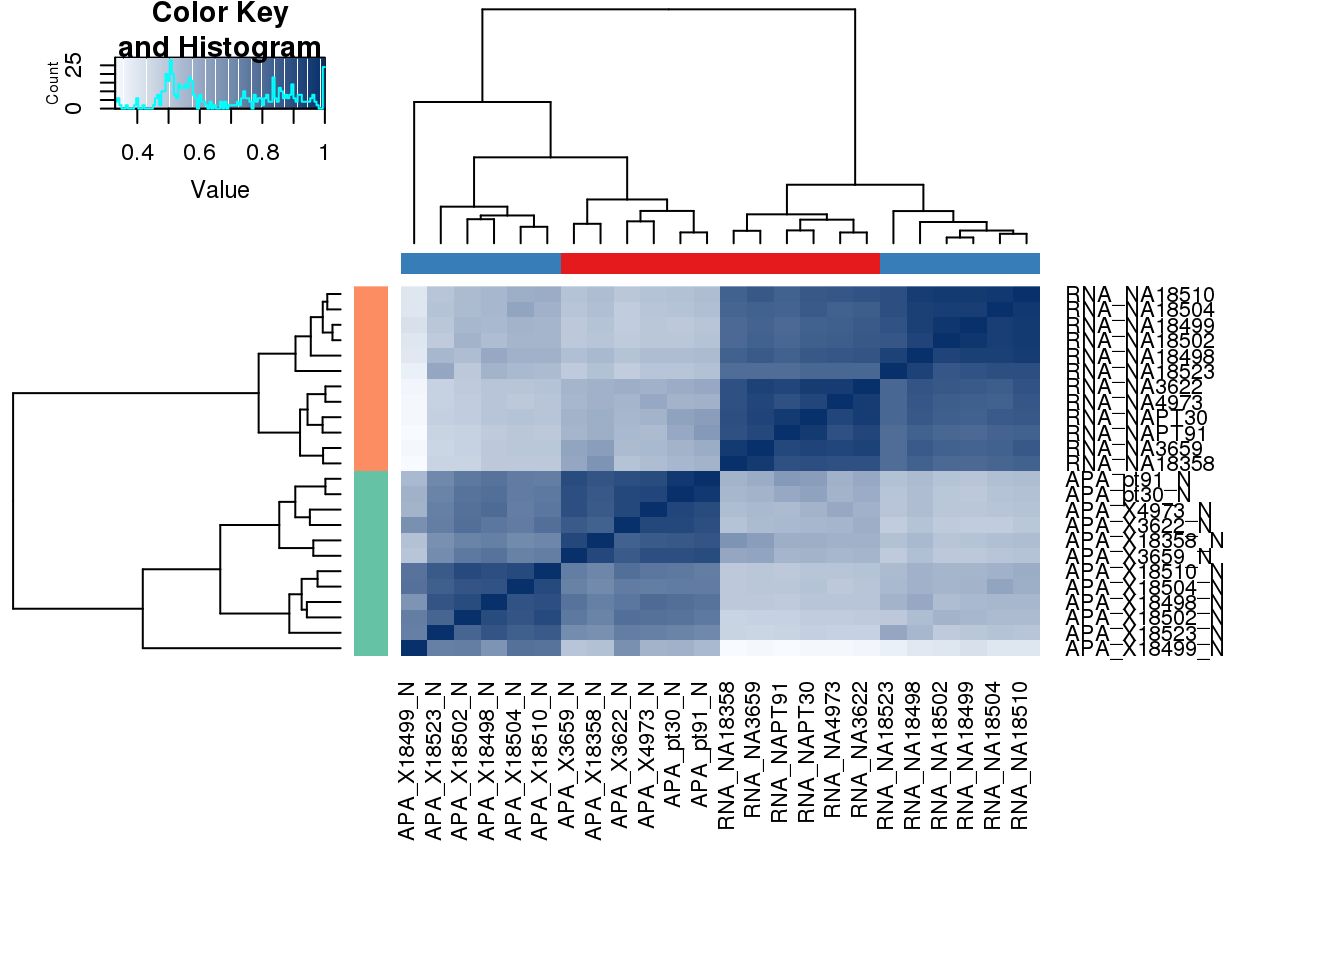 Color Key
and Histogram
Count
0 25
0.4 0.6 0.8 1
Value
RNA_NA18510
RNA_NA18504
RNA_NA18499
RNA_NA18502
RNA_NA18498
RNA_NA18523
RNA_NA3622
RNA_NA4973
RNA_NAPT30
RNA_NAPT91
RNA_NA3659
RNA_NA18358
APA_pt91_N
APA_pt30_N
APA_X4973_N
APA_X3622_N
APA_X18358_N
APA_X3659_N
APA_X18510_N
APA_X18504_N
APA_X18498_N
APA_X18502_N
APA_X18523_N
APA_X18499_N
APA_X18499_N
APA_X18523_N
APA_X18502_N
APA_X18498_N
APA_X18504_N
APA_X18510_N
APA_X3659_N
APA_X18358_N
APA_X3622_N
APA_X4973_N
APA_pt30_N
APA_pt91_N
RNA_NA18358
RNA_NA3659
RNA_NAPT91
RNA_NAPT30
RNA_NA4973
RNA_NA3622
RNA_NA18523
RNA_NA18498
RNA_NA18502
RNA_NA18499
RNA_NA18504
RNA_NA18510